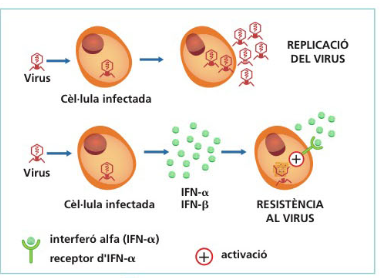 Virus
Cèl·lula infectada
REPLICACIÓ
DEL VIRUS
Virus
Cèl·lula infectada
IFN-α
IFN-β
+
RESISTÈNCIA
AL VIRUS
interferó alfa (IFN-α)
receptor d'IFN-α
+ activació